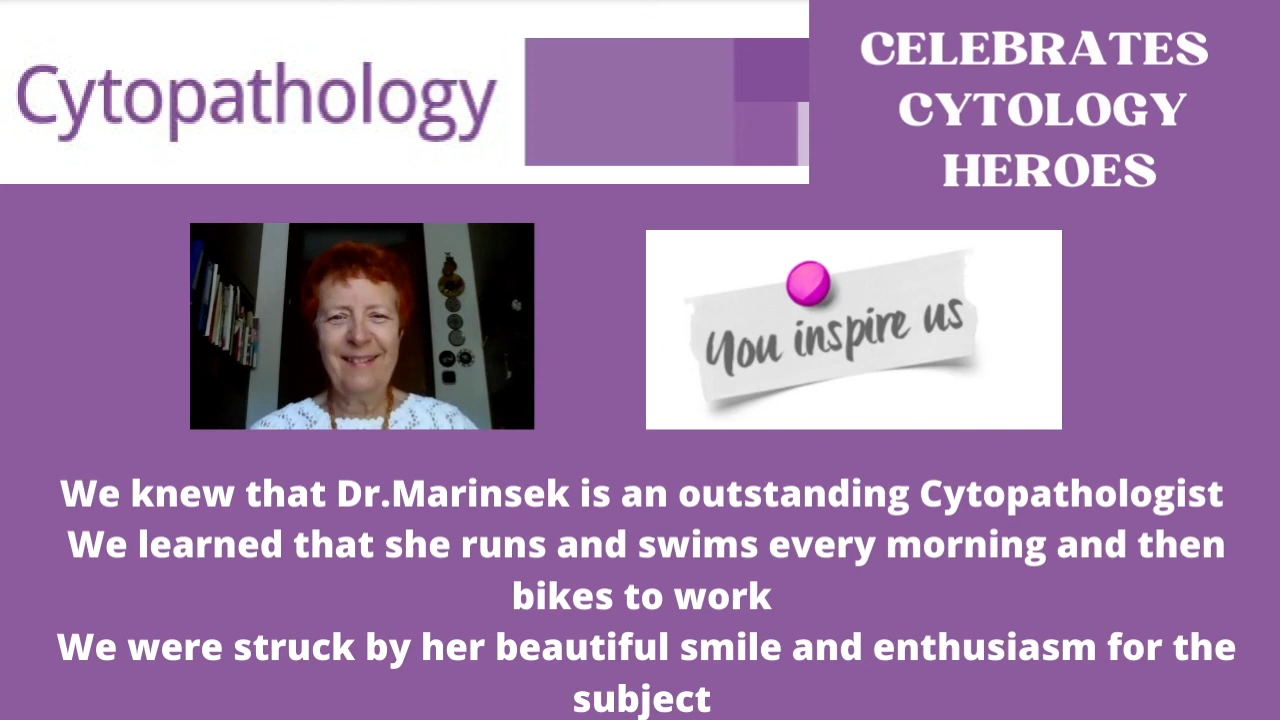 Cytopathology
CELEBRATES
CYTOLOGY
HEROES
You inspire us
We knew that Dr.Marinsek is an outstanding Cytopathologist
We learned that she runs and swims every morning and then
bikes to work
We were struck by her beautiful smile and enthusiasm for the
subject